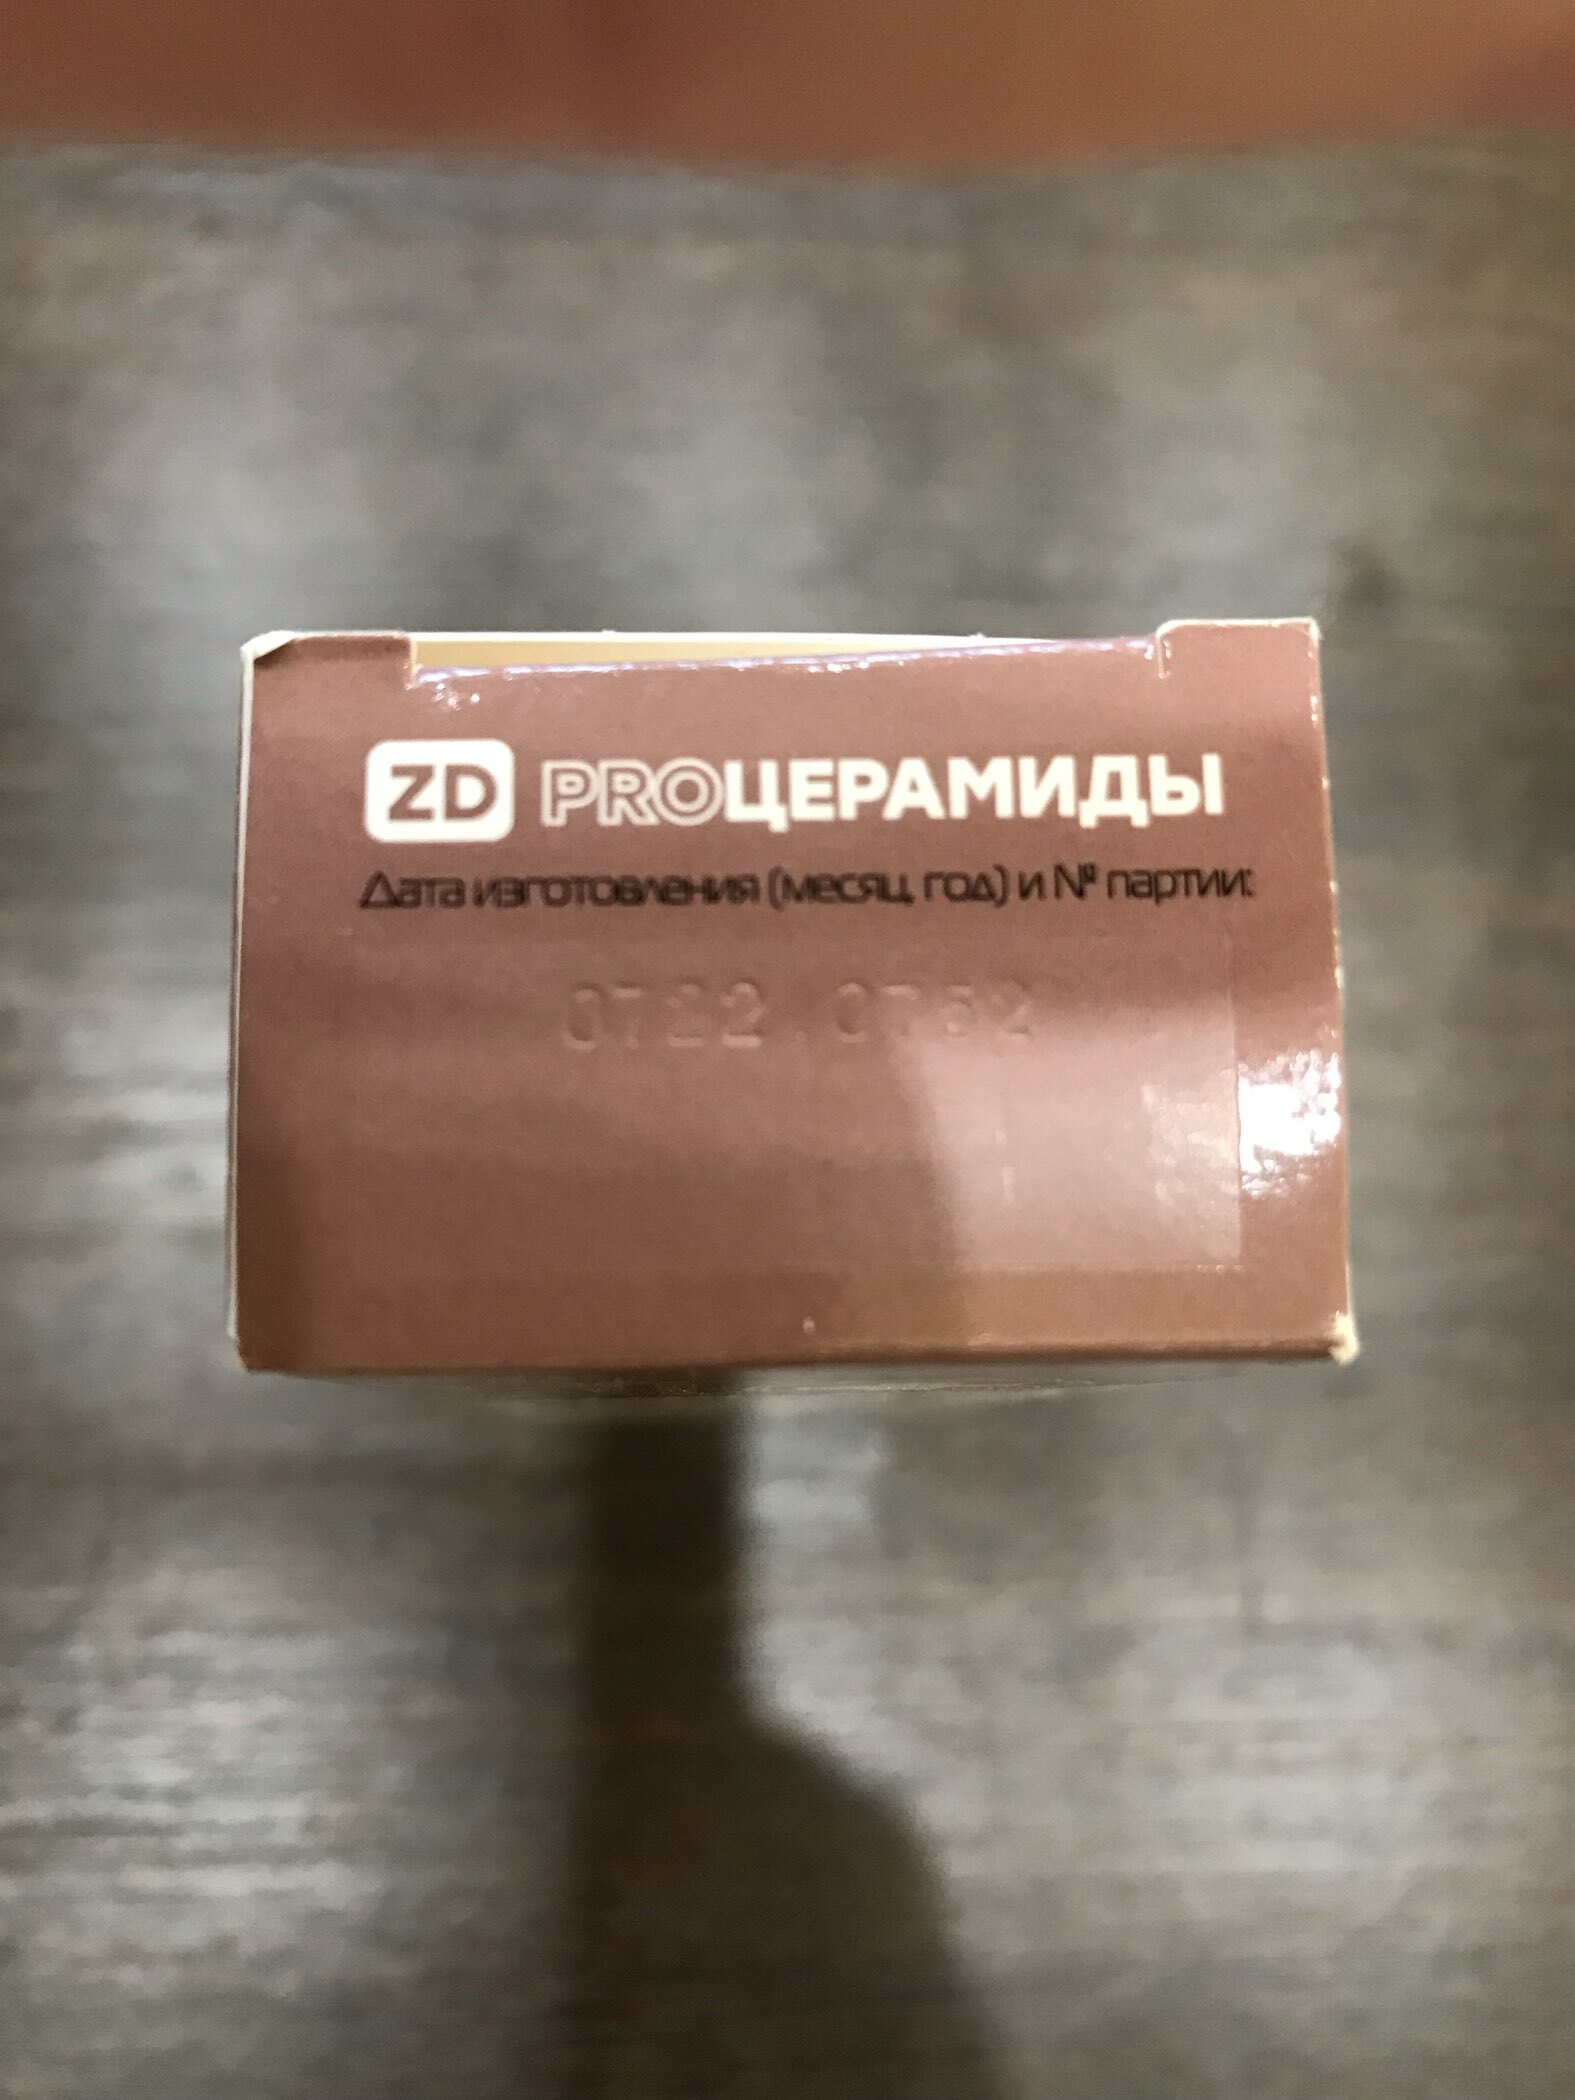 ZD PROЦЕРАМИДЫ
Дата изготовления (месяц, год) и № партии:
0722.0752